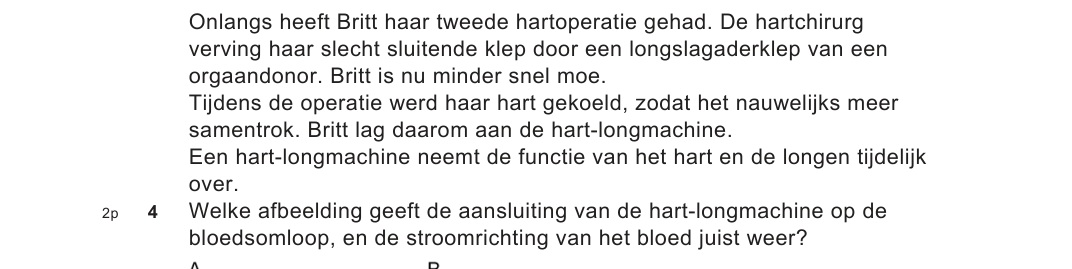 Onlangs heeft Britt haar tweede hartoperatie gehad. De hartchirurg
verving haar slecht sluitende klep door een longslagaderklep van een
orgaandonor. Britt is nu minder snel moe.
Tijdens de operatie werd haar hart gekoeld, zodat het nauwelijks meer
samentrok. Britt lag daarom aan de hart-longmachine.
Een hart-longmachine neemt de functie van het hart en de longen tijdelijk
over.
2p 4 Welke afbeelding geeft de aansluiting van de hart-longmachine op de
bloedsomloop, en de stroomrichting van het bloed juist weer?
A B